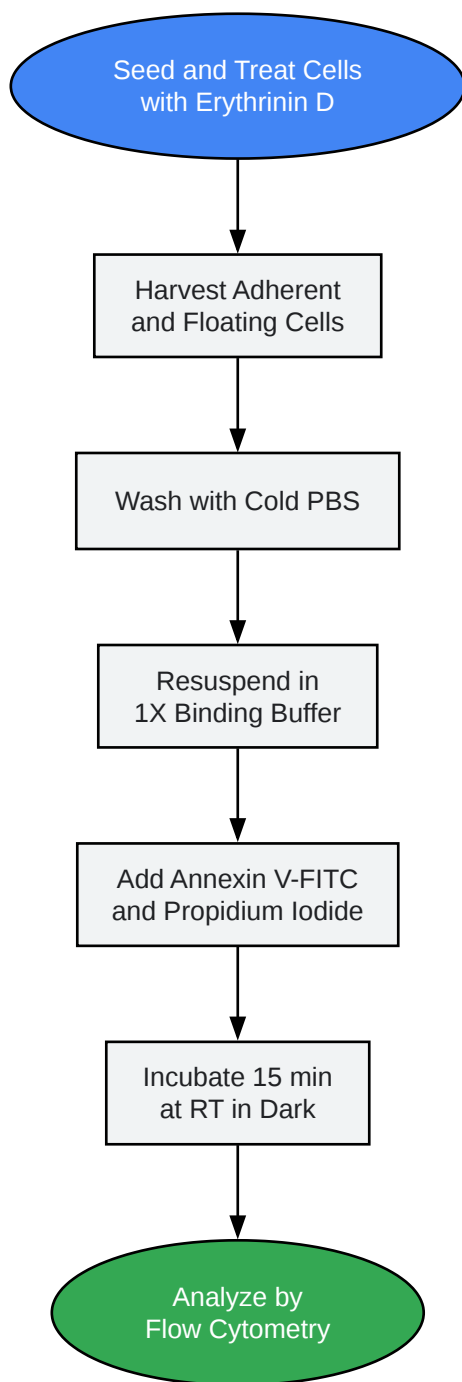 Seed and Treat Cells
with Erythrinin D
Harvest Adherent
and Floating Cells
Wash with Cold PBS
Resuspend in
1X Binding Buffer
Add Annexin V-FITC
and Propidium Iodide
Incubate 15 min
at RT in Dark
Analyze by
Flow Cytometry